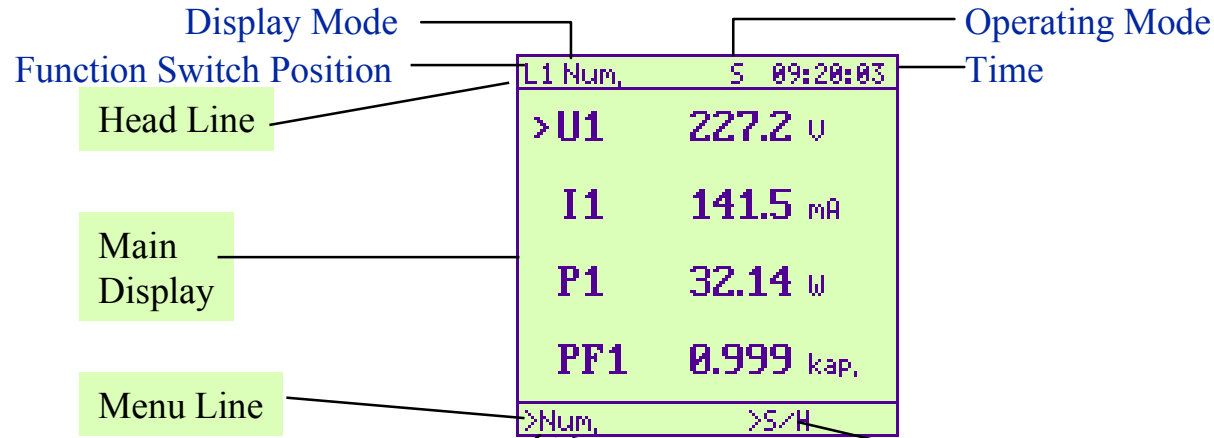 Display Mode
Operating Mode
Function Switch Position
L1 Num, S 09:20:03
Time
Head Line
>U1 227.2 V
I1 141.5 mA
Main
Display
P1 32.14 W
PF1 0.999 kap.
Menu Line
>Num, >S/H